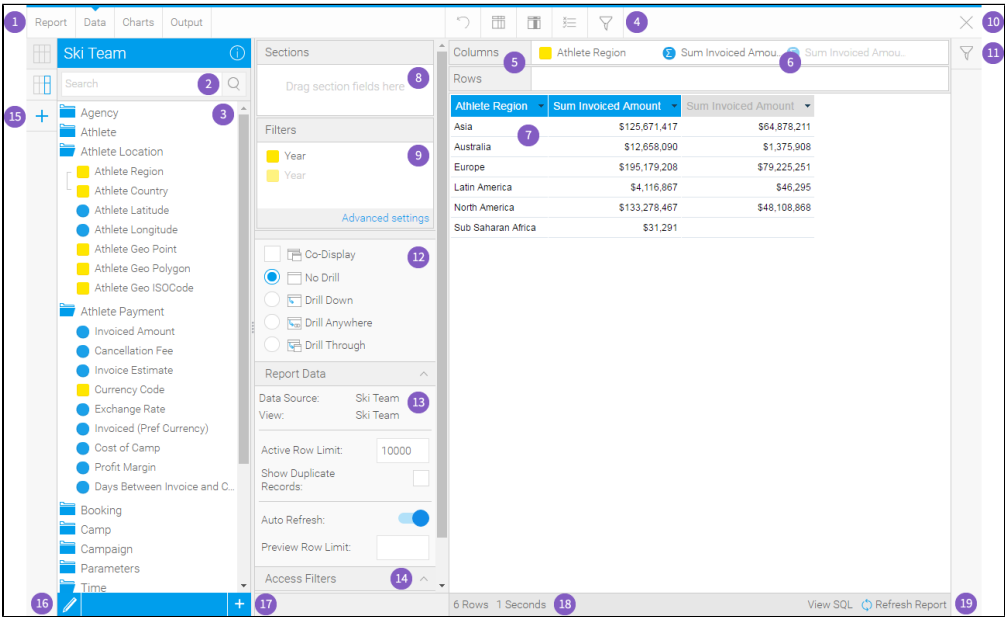 1 Report Data Charts Output 4 10
Ski Team
Search 2
3
15
Agency
Athlete
Athlete Location
Athlete Region
Athlete Country
Athlete Latitude
Athlete Longitude
Athlete Geo Point
Athlete Geo Polygon
Athlete Geo ISOCode
Athlete Payment
Invoiced Amount
Cancellation Fee
Invoice Estimate
Currency Code
Exchange Rate
Invoiced (Pref Currency)
Cost of Camp
Profit Margin
Days Between Invoice and C...
Booking
Camp
Campaign
Parameters
Time
16
17
Sections
Drag section fields here 8
Filters
Year 9
Year
Advanced settings
Co-Display 12
No Drill
Drill Down
Drill Anywhere
Drill Through
Report Data
Data Source: Ski Team 13
View: Ski Team
Active Row Limit: 10000
Show Duplicate
Records:
Auto Refresh:
Preview Row Limit:
Access Filters 14
Columns 5 Athlete Region Σ Sum Invoiced Amou.. 6 Sum Invoiced Amou..
11
Rows
Athlete Region Sum Invoiced Amount Sum Invoiced Amount
7
Asia $125,671,417 $64,878,211
Australia $12,658,090 $1,375,908
Europe $195,179,208 $79,225,251
Latin America $4,116,867 $46,295
North America $133,278,467 $48,108,868
Sub Saharan Africa $31,291
6 Rows 1 Seconds 18 View SQL Refresh Report 19